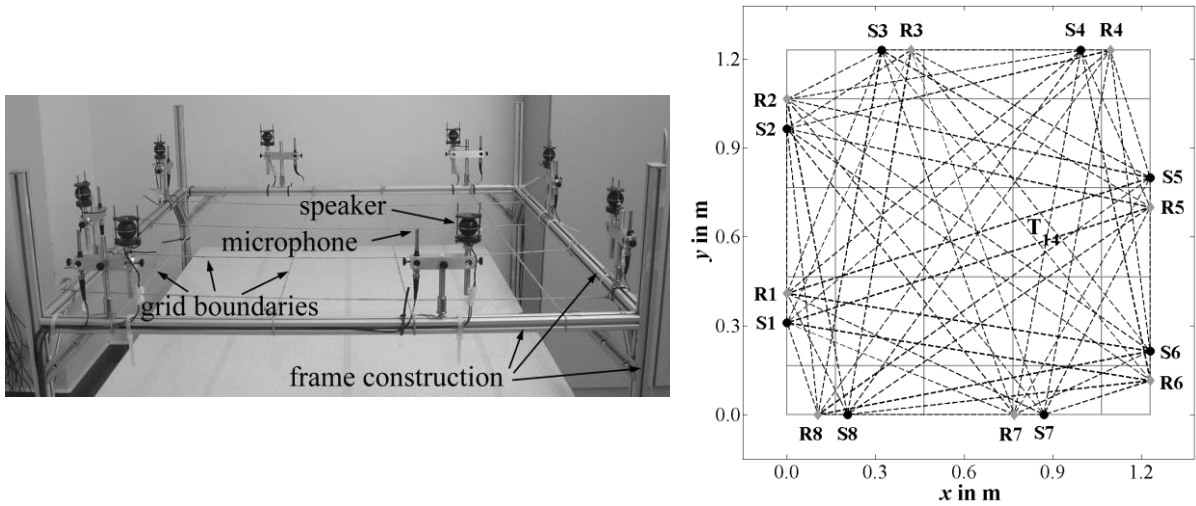 speaker
microphone
grid boundaries
frame construction
S3 R3 S4 R4
1.2
R2
S2
0.9
S5
R5
y in m
0.6
T14
R1
S1
0.3
S6
R6
0.0
R8 S8 R7 S7
0.0 0.3 0.6 0.9 1.2
x in m